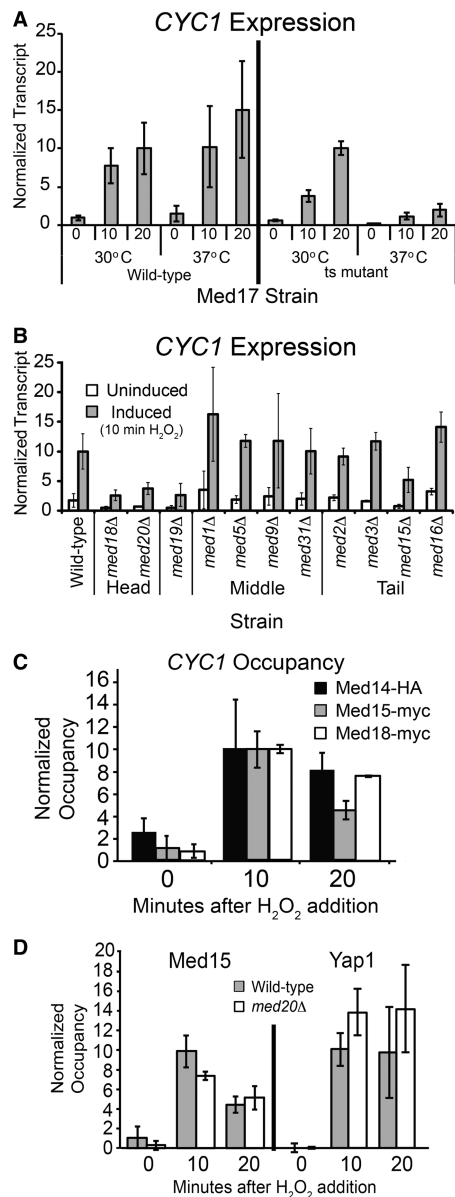 A
CYC1 Expression
Normalized Transcript
25
20
15
10
5
0
0 10 20 0 10 20 0 10 20 0 10 20
30°C 37°C 30°C 37°C
Wild-type ts mutant
Med17 Strain
B
CYC1 Expression
Normalized Transcript
25
20
15
10
5
0
Uninduced
Induced
(10 min H₂O₂)
Wild-type med18Δ med20Δ med19Δ med1Δ med5Δ med9Δ med31Δ med2Δ med3Δ med15Δ med16Δ
Head Middle Tail
Strain
C
CYC1 Occupancy
Normalized
Occupancy
16
14
12
10
8
6
4
2
0
Med14-HA
Med15-myc
Med18-myc
0 10 20
Minutes after H₂O₂ addition
D
Normalized
Occupancy
20
18
16
14
12
10
8
6
4
2
0
Med15 Yap1
Wild-type
med20Δ
0 10 20 0 10 20
Minutes after H₂O₂ addition